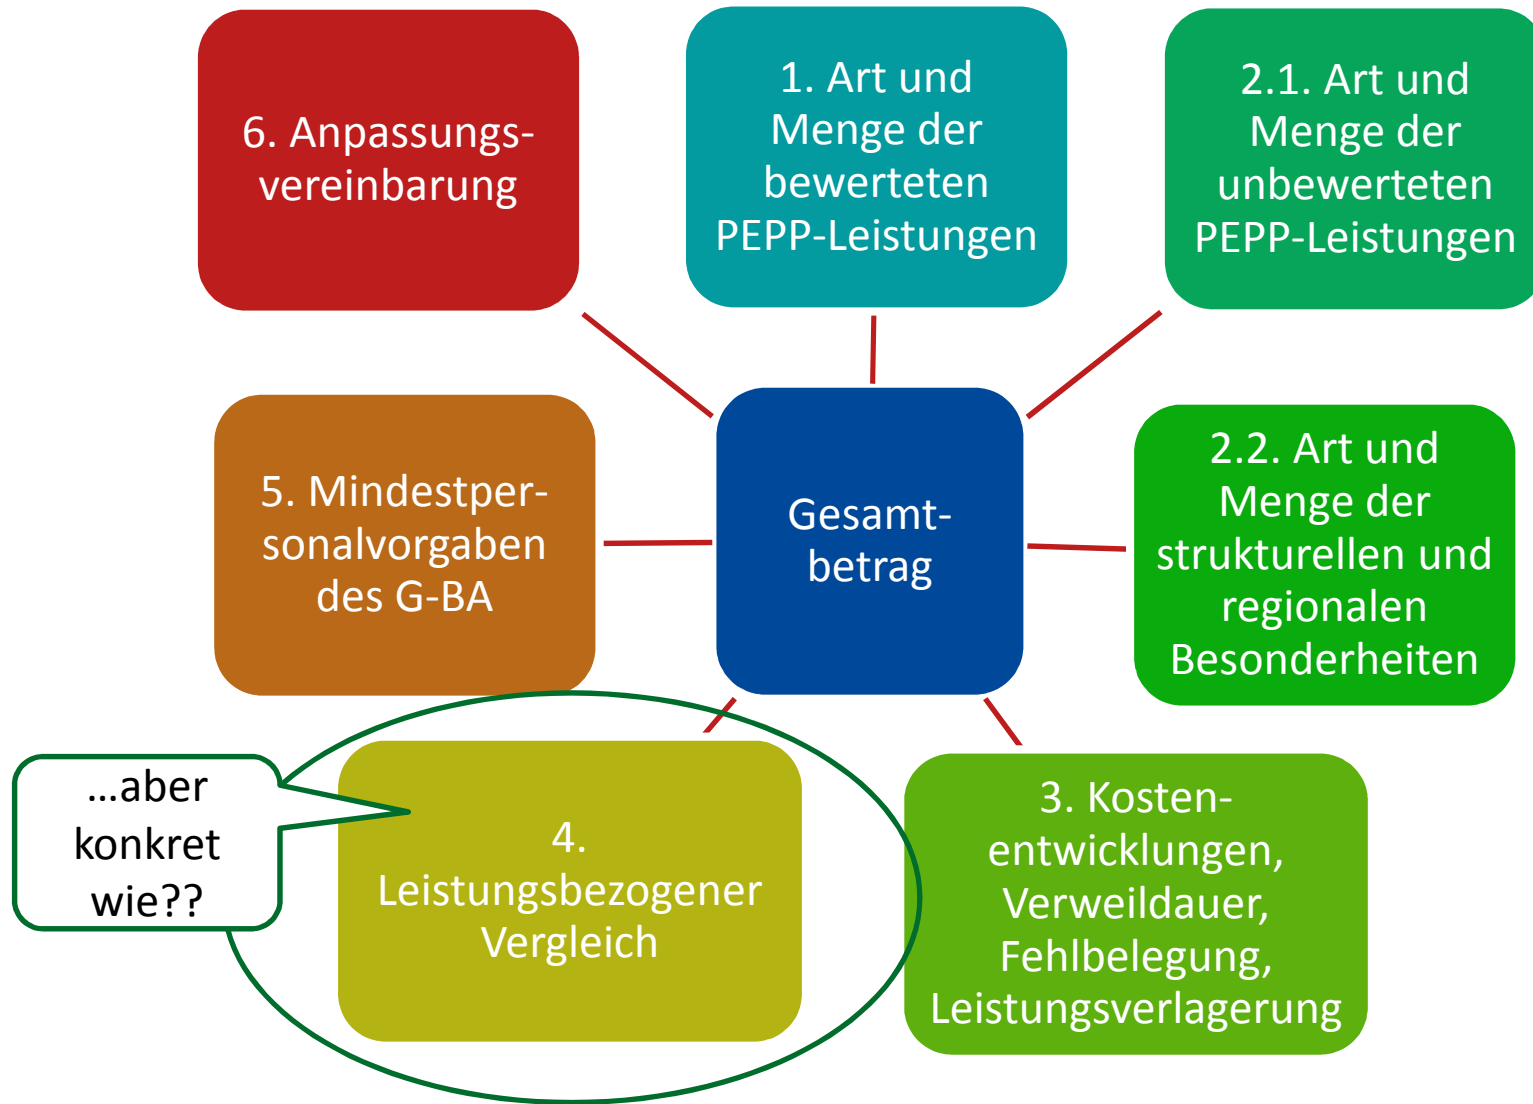 6. Anpassungs-
vereinbarung
1. Art und
Menge der
bewerteten
PEPP-Leistungen
2.1. Art und
Menge der
unbewerteten
PEPP-Leistungen
5. Mindestper-
sonalvorgaben
des G-BA
Gesamt-
betrag
2.2. Art und
Menge der
strukturellen und
regionalen
Besonderheiten
…aber
konkret
wie??
4.
Leistungsbezogener
Vergleich
3. Kosten-
entwicklungen,
Verweildauer,
Fehlbelegung,
Leistungsverlagerung